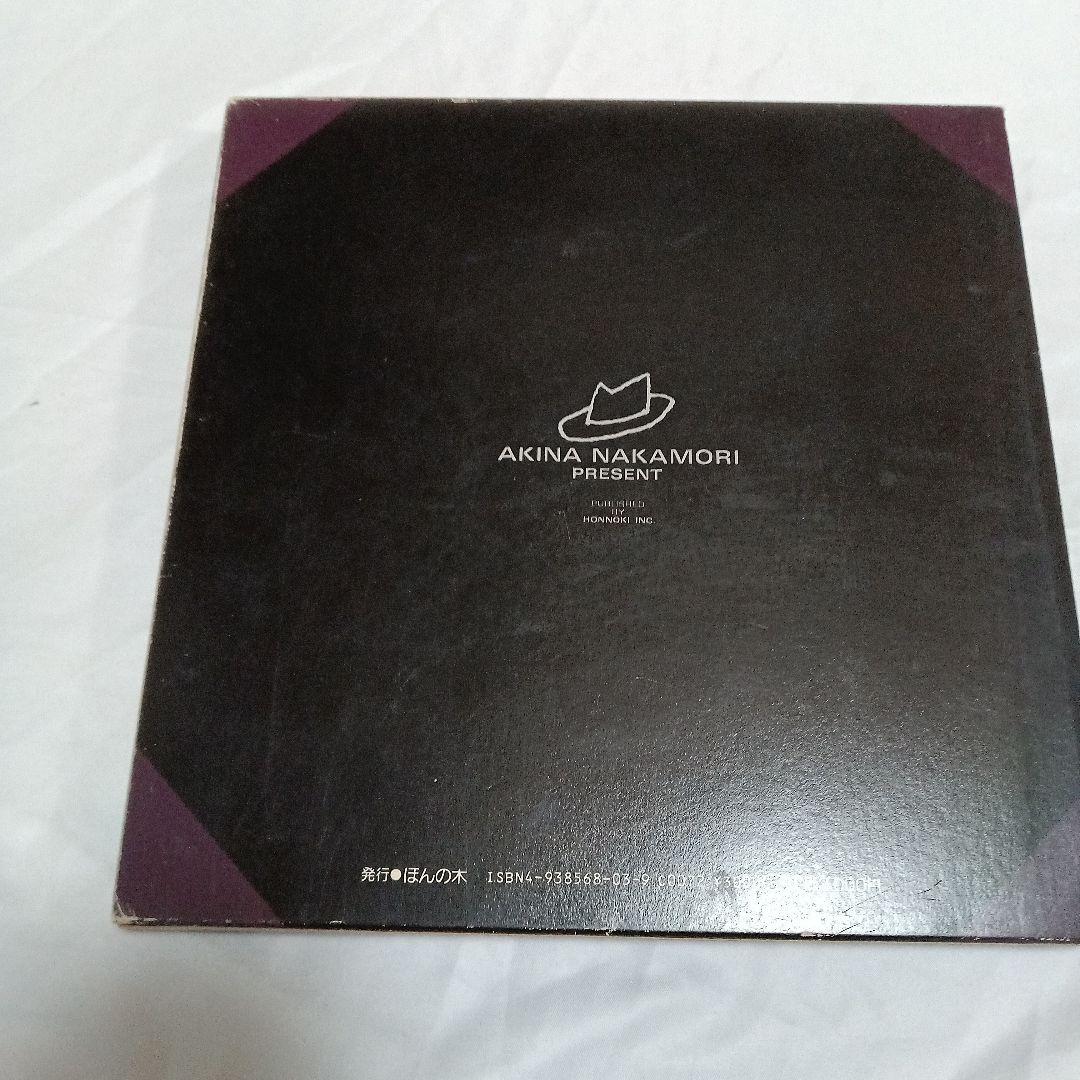 AKINA NAKAMORI
PRESENT
PUBLISHED
BY
HONNOKI INC.
発行●ほんの木 ISBN4-938568-03-9